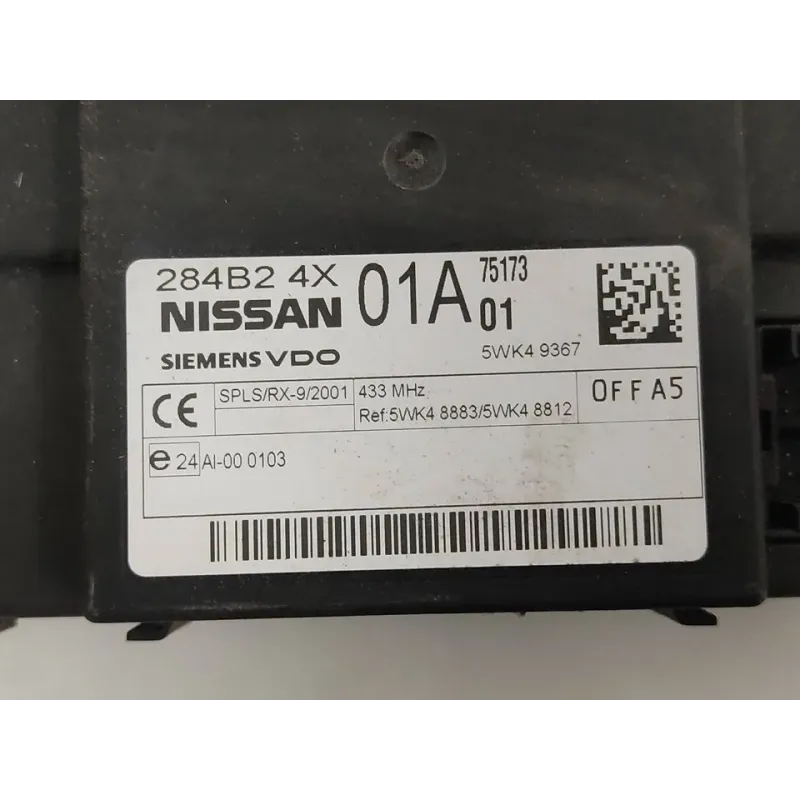 284B2 4X 01A 75173
NISSAN 01
SIEMENS VDO 5WK4 9367
CE SPLS/RX-9/2001 433 MHz 0FFA5
Ref:5WK4 8883/5WK4 8812
e 24 AI-00 0103